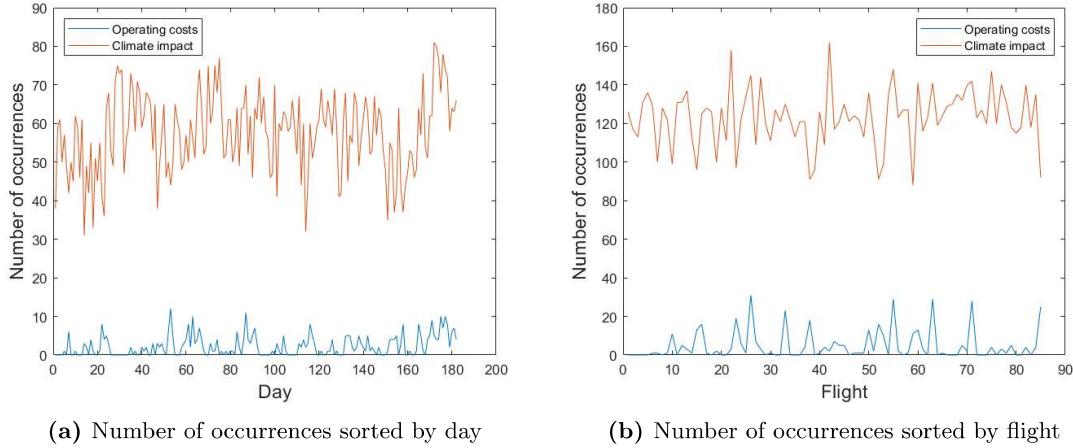 90
80
70
60
50
40
30
20
10
0
Number of occurrences
Operating costs
Climate impact
0 20 40 60 80 100 120 140 160 180 200
Day
(a) Number of occurrences sorted by day
180
160
140
120
100
80
60
40
20
0
Number of occurrences
Operating costs
Climate impact
0 10 20 30 40 50 60 70 80 90
Flight
(b) Number of occurrences sorted by flight